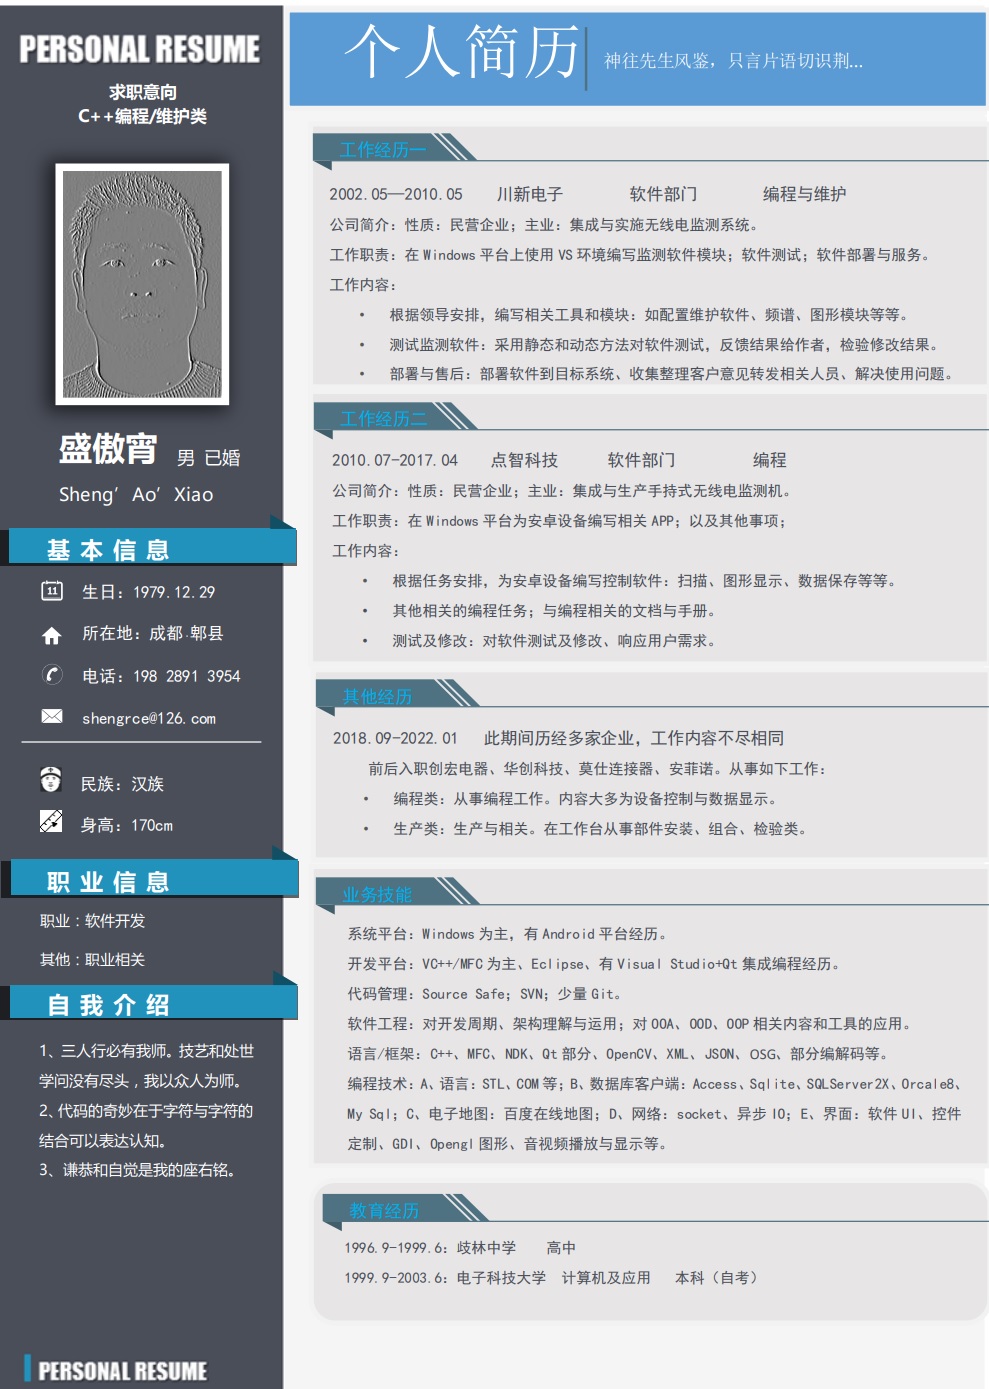 PERSONAL RESUME
求职意向
C++编程/维护类
盛傲宵 男 已婚
Sheng’Ao’Xiao
基本信息
11
生日：1979.12.29
所在地：成都·郫县
电话：198 2891 3954
shengrce@126.com
民族：汉族
身高：170cm
职业信息
职业：软件开发
其他：职业相关
自我介绍
1、三人行必有我师。技艺和处世
学问没有尽头，我以众人为师。
2、代码的奇妙在于字符与字符的
结合可以表达认知。
3、谦恭和自觉是我的座右铭。
PERSONAL RESUME
个人简历 神往先生风鉴，只言片语切识荆...
工作经历一
2002.05—2010.05 川新电子 软件部门 编程与维护
公司简介：性质：民营企业；主业：集成与实施无线电监测系统。
工作职责：在 Windows 平台上使用 VS 环境编写监测软件模块；软件测试；软件部署与服务。
工作内容：
• 根据领导安排，编写相关工具和模块：如配置维护软件、频谱、图形模块等等。
• 测试监测软件：采用静态和动态方法对软件测试，反馈结果给作者，检验修改结果。
• 部署与售后：部署软件到目标系统、收集整理客户意见转发相关人员、解决使用问题。
工作经历二
2010.07-2017.04 点智科技 软件部门 编程
公司简介：性质：民营企业；主业：集成与生产手持式无线电监测机。
工作职责：在 Windows 平台为安卓设备编写相关 APP；以及其他事项；
工作内容：
• 根据任务安排，为安卓设备编写控制软件：扫描、图形显示、数据保存等等。
• 其他相关的编程任务；与编程相关的文档与手册。
• 测试及修改：对软件测试及修改、响应用户需求。
其他经历
2018.09-2022.01 此期间历经多家企业，工作内容不尽相同
前后入职创宏电器、华创科技、莫仕连接器、安菲诺。从事如下工作：
• 编程类：从事编程工作。内容大多为设备控制与数据显示。
• 生产类：生产与相关。在工作台从事部件安装、组合、检验类。
业务技能
系统平台：Windows 为主，有 Android 平台经历。
开发平台：VC++/MFC 为主、Eclipse、有 Visual Studio+Qt 集成编程经历。
代码管理：Source Safe；SVN；少量 Git。
软件工程：对开发周期、架构理解与运用；对 OOA、OOD、OOP 相关内容和工具的应用。
语言/框架：C++、MFC、NDK、Qt 部分、OpenCV、XML、JSON、OSG、部分编解码等。
编程技术：A、语言：STL、COM 等；B、数据库客户端：Access、Sqlite、SQLServer2X、Orcale8、
My Sql；C、电子地图：百度在线地图；D、网络：socket、异步 IO；E、界面：软件 UI、控件
定制、GDI、Opengl 图形、音视频播放与显示等。
教育经历
1996.9-1999.6：歧林中学 高中
1999.9-2003.6：电子科技大学 计算机及应用 本科（自考）